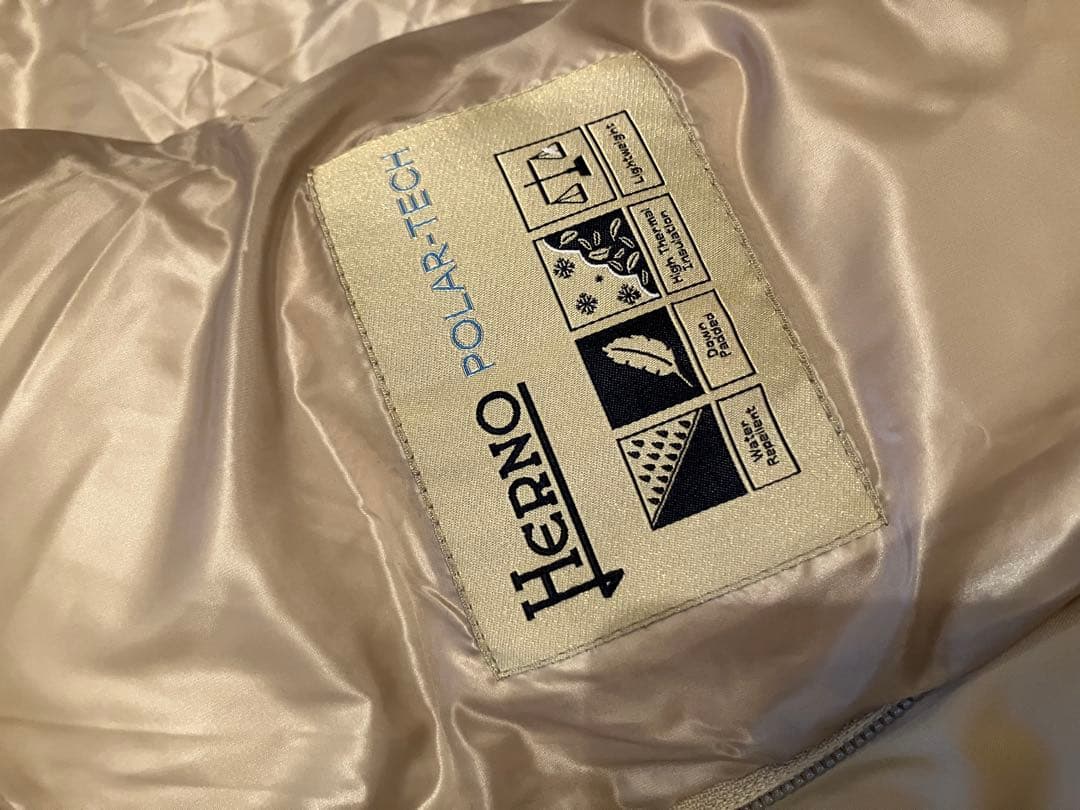 HERNO POLAR-TECH
Water
Repellent
Down
Padded
High Thermal
Insulation
Lightweight